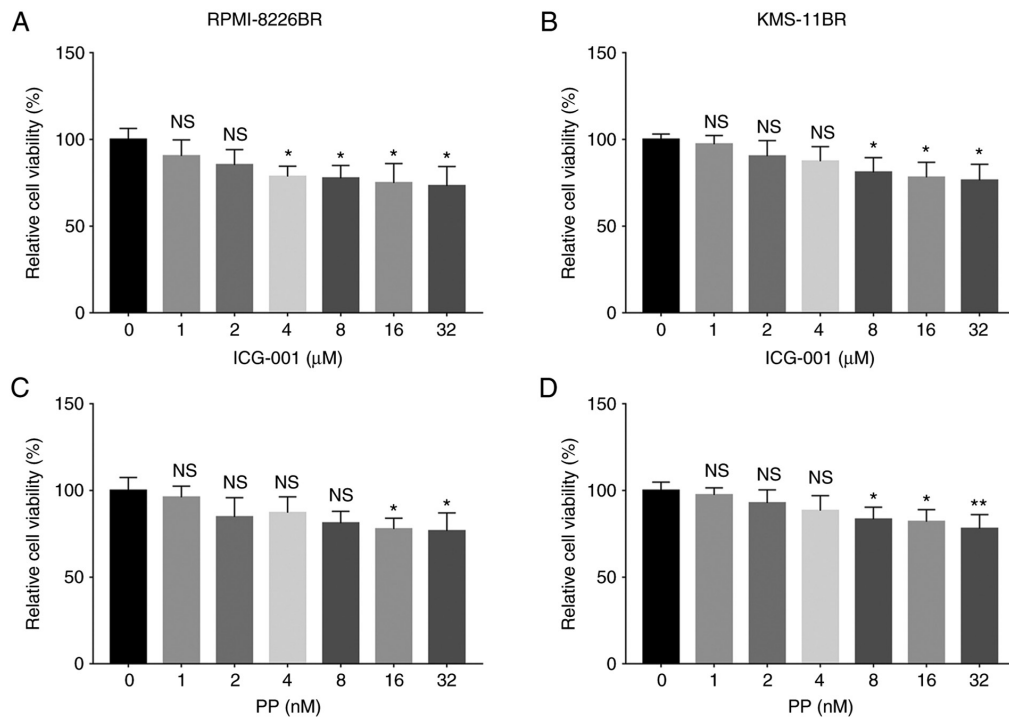 A
RPMI-8226BR
Relative cell viability (%)
150
100
50
0
NS
NS
*
*
*
*
0 1 2 4 8 16 32
ICG-001 (μM)
B
KMS-11BR
Relative cell viability (%)
150
100
50
0
NS
NS
NS
*
*
*
0 1 2 4 8 16 32
ICG-001 (μM)
C
Relative cell viability (%)
150
100
50
0
NS
NS
NS
NS
*
*
0 1 2 4 8 16 32
PP (nM)
D
Relative cell viability (%)
150
100
50
0
NS
NS
NS
*
*
**
0 1 2 4 8 16 32
PP (nM)